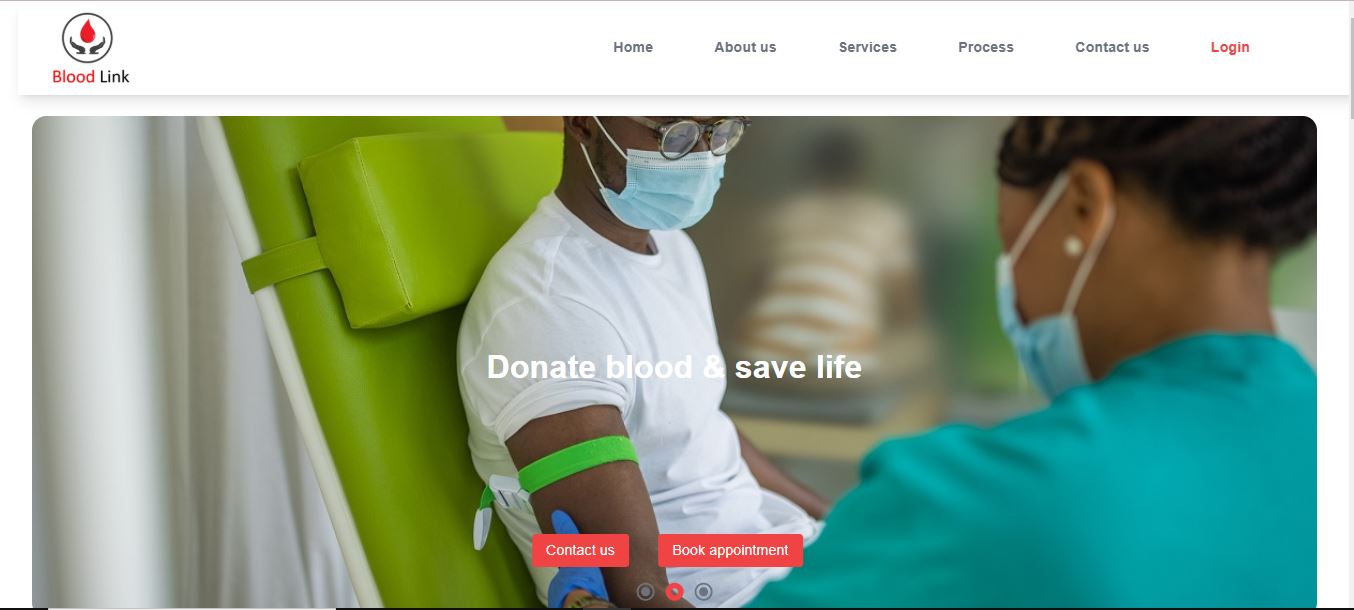 Blood Link
Home About us Services Process Contact us Login
Donate blood & save life
Contact us Book appointment